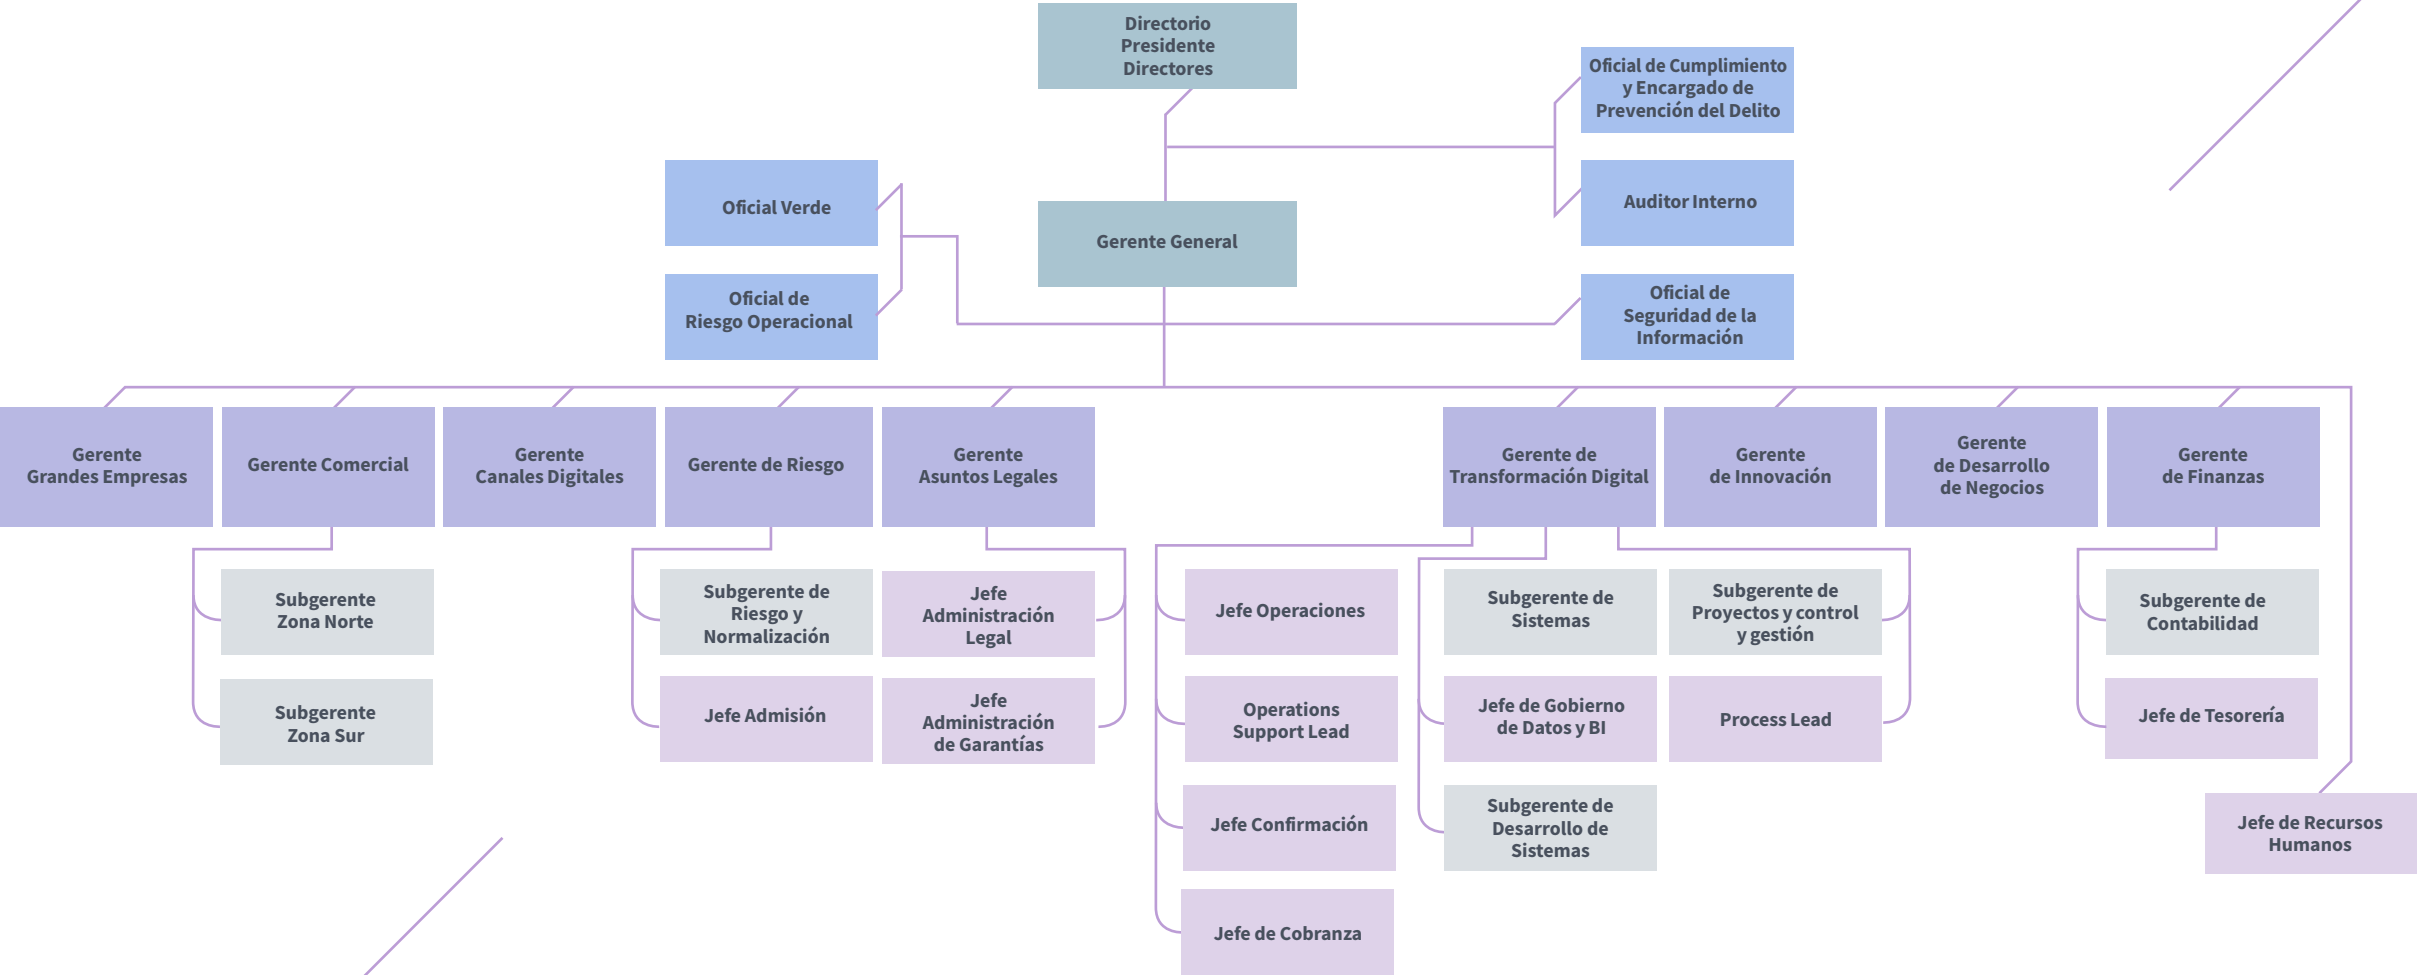 Directorio
Presidente
Directores
Oficial de Cumplimiento
y Encargado de
Prevención del Delito
Oficial Verde
Auditor Interno
Gerente General
Oficial de
Riesgo Operacional
Oficial de
Seguridad de la
Información
Gerente
Grandes Empresas
Gerente Comercial
Gerente
Canales Digitales
Gerente de Riesgo
Gerente
Asuntos Legales
Gerente de
Transformación Digital
Gerente
de Innovación
Gerente
de Desarrollo
de Negocios
Gerente
de Finanzas
Subgerente
Zona Norte
Subgerente de
Riesgo y
Normalización
Jefe
Administración
Legal
Jefe Operaciones
Subgerente de
Sistemas
Subgerente de
Proyectos y control
y gestión
Subgerente de
Contabilidad
Subgerente
Zona Sur
Jefe Admisión
Jefe
Administración
de Garantías
Operations
Support Lead
Jefe de Gobierno
de Datos y BI
Process Lead
Jefe de Tesorería
Jefe Confirmación
Subgerente de
Desarrollo de
Sistemas
Jefe de Recursos
Humanos
Jefe de Cobranza